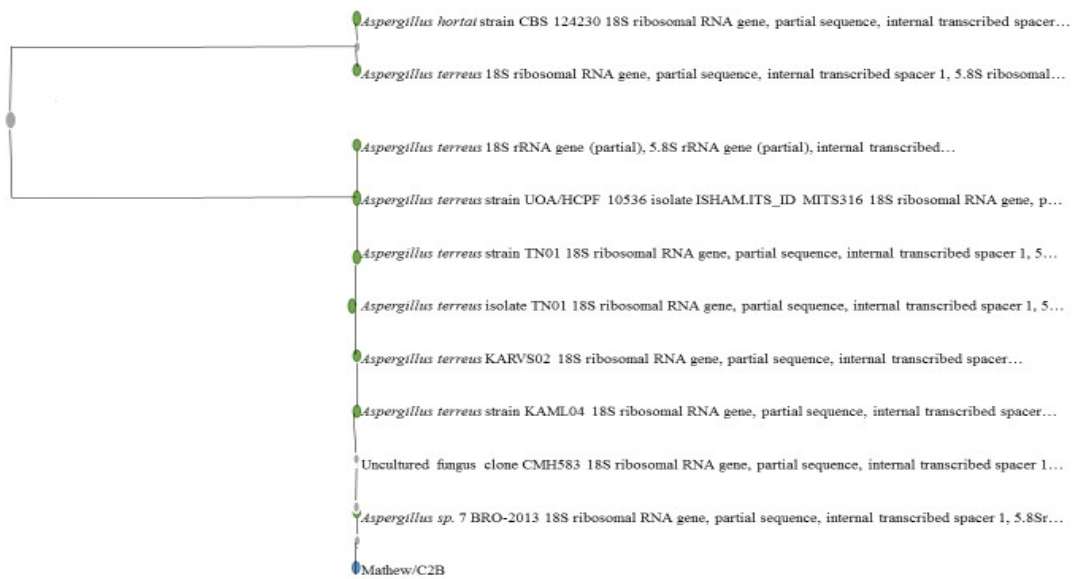 Aspergillus hortai strain CBS 124230 18S ribosomal RNA gene, partial sequence, internal transcribed spacer...
Aspergillus terreus 18S ribosomal RNA gene, partial sequence, internal transcribed spacer 1, 5.8S ribosomal...
Aspergillus terreus 18S rRNA gene (partial), 5.8S rRNA gene (partial), internal transcribed...
Aspergillus terreus strain UOA/HCPF 10536 isolate ISHAM.ITS_ID MITS316 18S ribosomal RNA gene, p...
Aspergillus terreus strain TN01 18S ribosomal RNA gene, partial sequence, internal transcribed spacer 1, 5...
Aspergillus terreus isolate TN01 18S ribosomal RNA gene, partial sequence, internal transcribed spacer 1, 5...
Aspergillus terreus KARVS02 18S ribosomal RNA gene, partial sequence, internal transcribed spacer...
Aspergillus terreus strain KAML04 18S ribosomal RNA gene, partial sequence, internal transcribed spacer...
Uncultured fungus clone CMH583 18S ribosomal RNA gene, partial sequence, internal transcribed spacer 1...
Aspergillus sp. 7 BRO-2013 18S ribosomal RNA gene, partial sequence, internal transcribed spacer 1, 5.8Sr...
Mathew/C2B